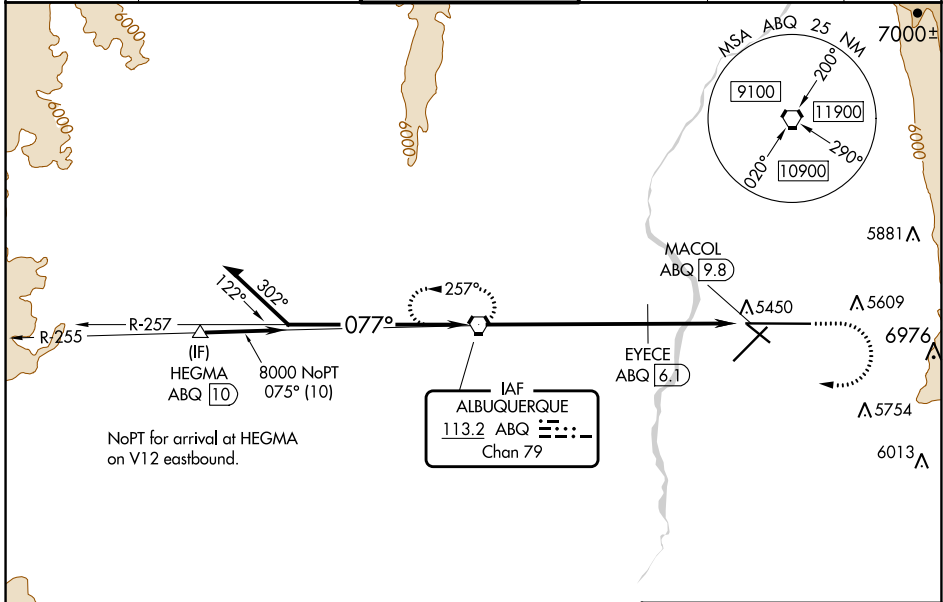 6000
6000
6000
6000
7000±
MSA ABQ 25 NM
200°
9100
11900
290°
020°
10900
5881
MACOL
ABQ 9.8
5450
5609
6976
5754
6013
302°
122°
257°
R-257
077°
R-255
(IF)
HEGMA
ABQ 10
8000 NoPT
075° (10)
EYECE
ABQ 6.1
IAF
ALBUQUERQUE
113.2 ABQ
Chan 79
NoPT for arrival at HEGMA
on V12 eastbound.